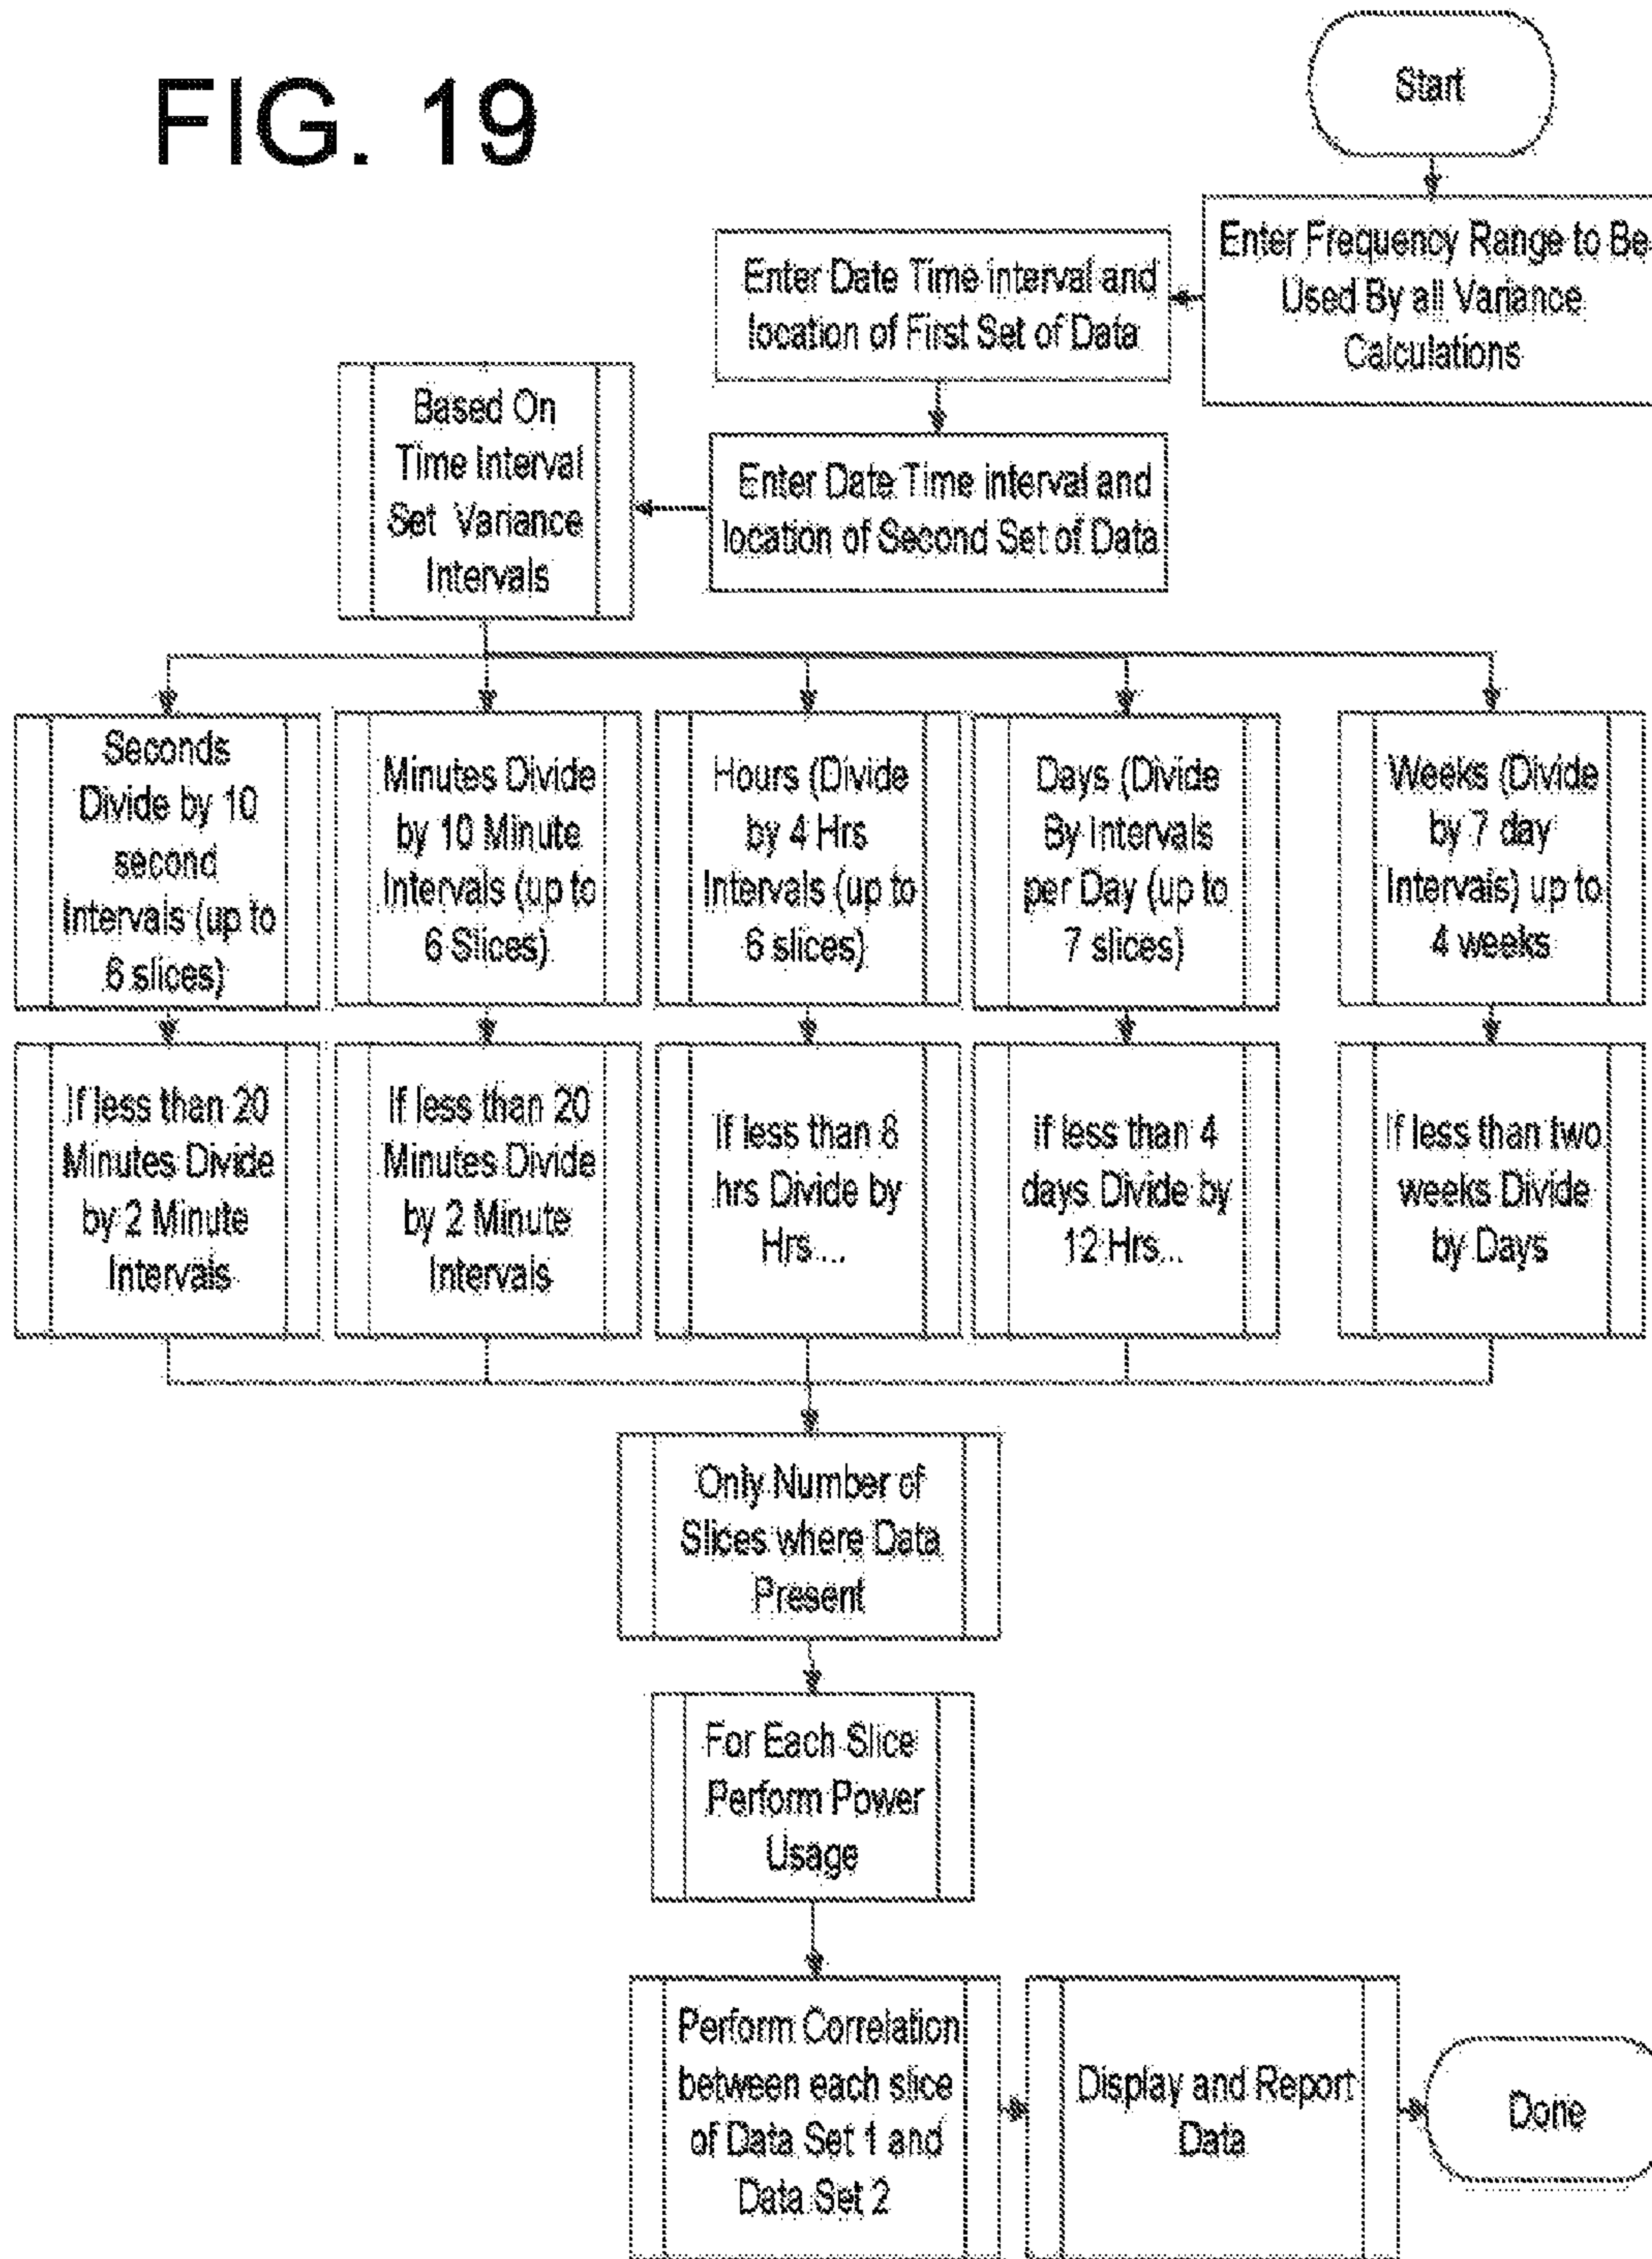 FIG. 19
Start
Enter Frequency Range to Be
Used By all Variance
Calculations
Enter Date Time interval and
location of First Set of Data
Enter Date Time interval and
location of Second Set of Data
Based On
Time Interval
Set Variance
Intervals
Seconds
Divide by 10
second
Intervals (up to
6 slices)
Minutes Divide
by 10 Minute
Intervals (up to
6 Slices)
Hours (Divide
by 4 Hrs
Intervals (up to
6 slices)
Days (Divide
By Intervals
per Day (up to
7 slices)
Weeks (Divide
by 7 day
Intervals) up to
4 weeks
If less than 20
Minutes Divide
by 2 Minute
Intervals
If less than 20
Minutes Divide
by 2 Minute
Intervals
If less than
hrs Divide by
Hrs...
if less than 4
days Divide by
12 Hrs...
If less than two
weeks Divide
by Days
Only Number of
Slices where Data
Present
For Each Slice
Perform Power
Usage
Perform Correlation
between each slice
of Data Set 1 and
Data Set 2
Display and Report
Data
Done